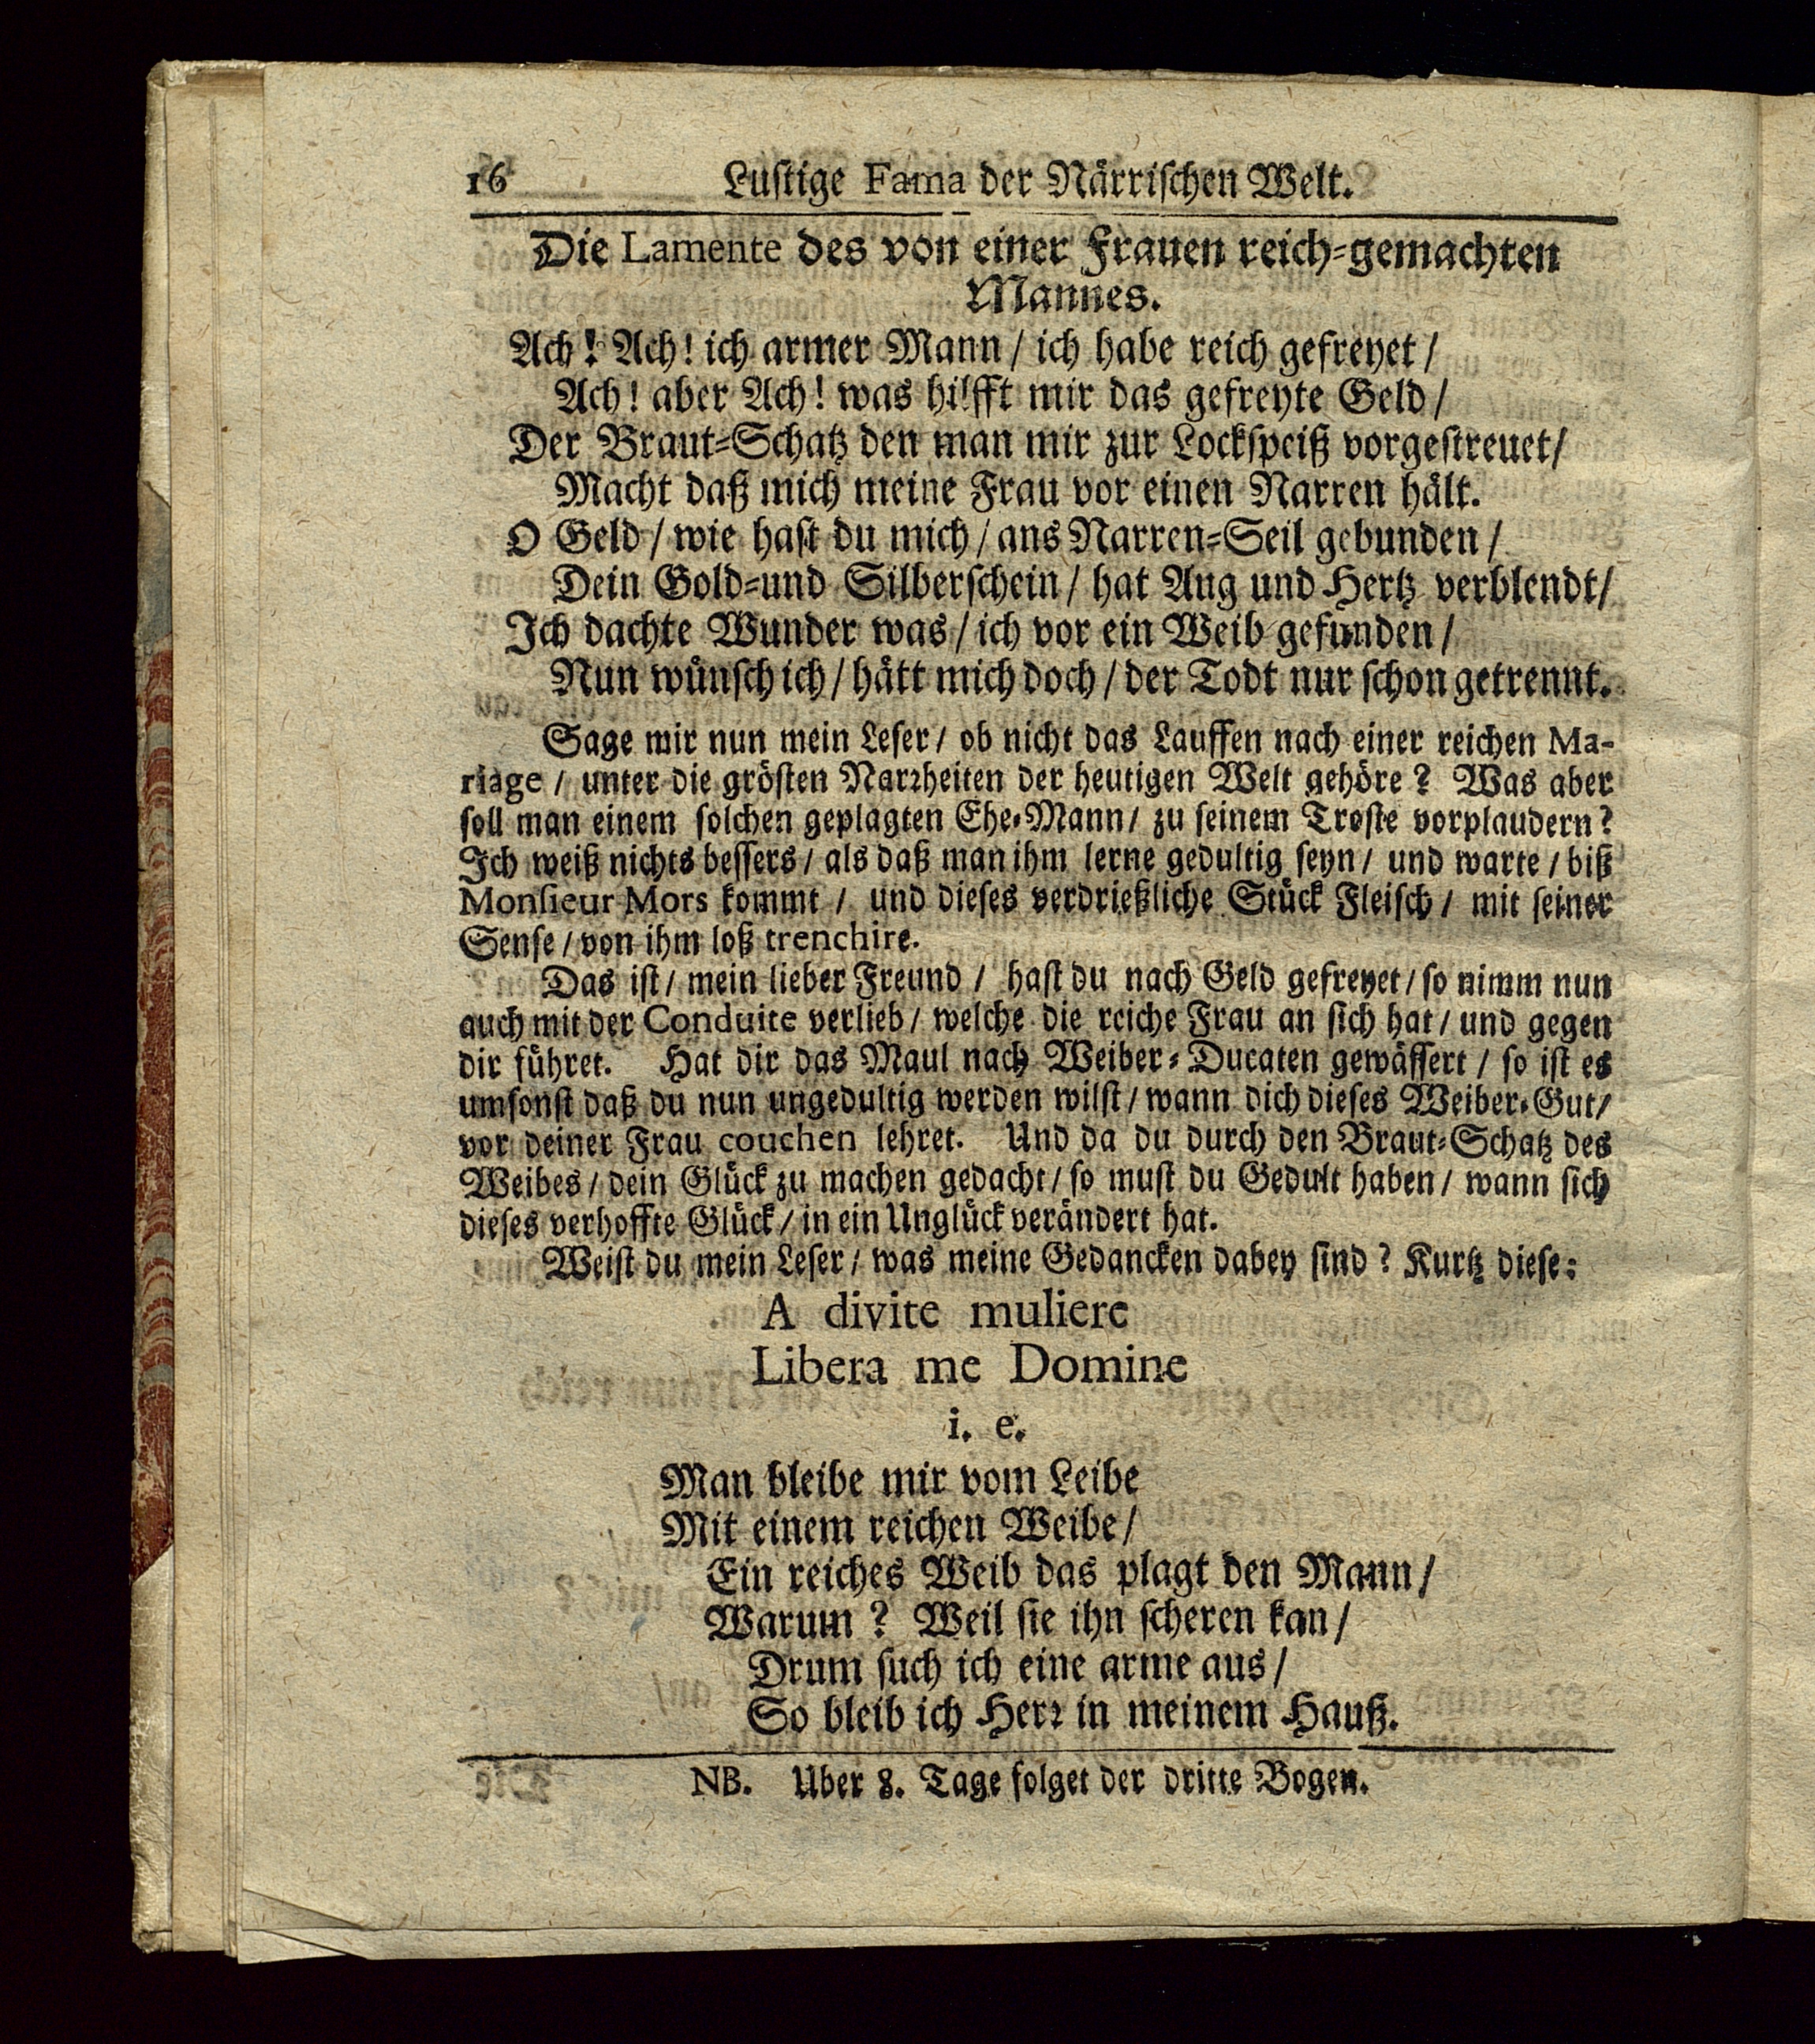 16 Lustige Fama der Närrischen Welt.
Die Lamente des von einer Frauen reich-gemachten
Mannes.
Ach! Ach! ich armer Mann / ich habe reich gefreyet /
Ach! aber Ach! was hilfft mir das gefreyte Geld /
Der Braut-Schatz den man mir zur Lockspeiß vorgestreuet /
Macht daß mich meine Frau vor einen Narren hält.
O Geld / wie hast du mich / ans Narren-Seil gebunden /
Dein Gold-und Silberschein / hat Aug und Hertz verblendt /
Ich dachte Wunder was / ich vor ein Weib gefunden /
Nun wünsch ich / hätt mich doch / der Todt nur schon getrennt.
Sage mir nun mein Leser / ob nicht das Lauffen nach einer reichen Ma-
riage / unter die grösten Narrheiten der heutigen Welt gehöre? Was aber
soll man einem solchen geplagten Ehe-Mann / zu seinem Troste vorplaudern?
Ich weiß nichts bessers / als daß man ihm lerne gedultig seyn / und warte / biß
Monsieur Mors kommt / und dieses verdrießliche Stück Fleisch / mit seiner
Sense / von ihm loß trenchire.
Das ist / mein lieber Freund / hast du nach Geld gefreyet / so nimm nun
auch mit der Conduite verlieb / welche die reiche Frau an sich hat / und gegen
dir führet. Hat dir das Maul nach Weiber-Ducaten gewässert / so ist es
umsonst daß du nun ungedultig werden wilst / wann dich dieses Weiber-Gut /
vor deiner Frau couchen lehret. Und da du durch den Braut-Schatz des
Weibes / dein Glück zu machen gedacht / so must du Gedult haben / wann sich
dieses verhoffte Glück / in ein Unglück verändert hat.
Weist du mein Leser / was meine Gedancken dabey sind? Kurtz diese:
A divite muliere
Libera me Domine
i. e.
Man bleibe mir vom Leibe
Mit einem reichen Weibe /
Ein reiches Weib das plagt den Mann /
Warum? Weil sie ihn scheren kan /
Drum such ich eine arme aus /
So bleib ich Herr in meinem Hauß.
NB. Uber 8. Tage folget der dritte Bogen.